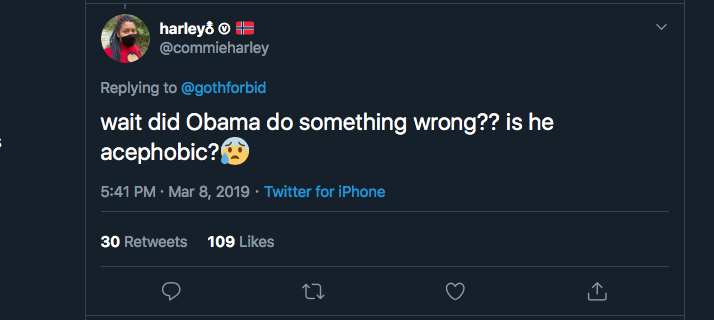 harley⚨ Ⓥ 🇳🇴
@commieharley
Replying to @gothforbid
wait did Obama do something wrong?? is he
acephobic?😰
5:41 PM · Mar 8, 2019 · Twitter for iPhone
30 Retweets 109 Likes